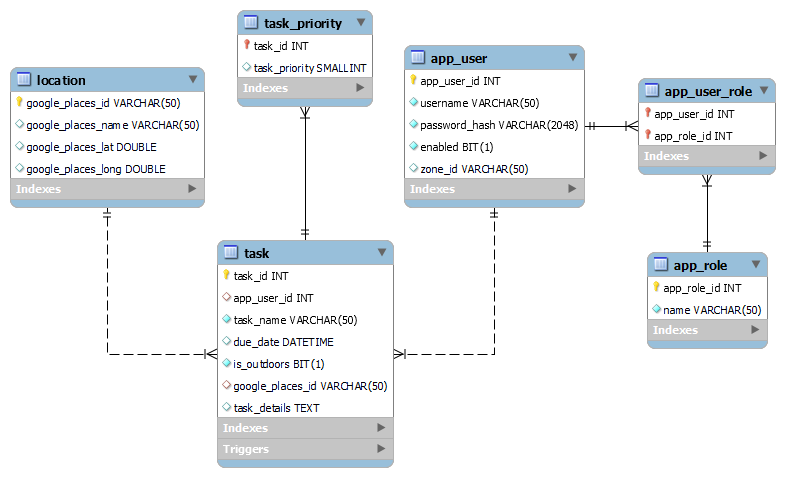 task_priority
task_id INT
task_priority SMALLINT
Indexes
location
google_places_id VARCHAR(50)
google_places_name VARCHAR(50)
google_places_lat DOUBLE
google_places_long DOUBLE
Indexes
app_user
app_user_id INT
username VARCHAR(50)
password_hash VARCHAR(2048)
enabled BIT(1)
zone_id VARCHAR(50)
Indexes
app_user_role
app_user_id INT
app_role_id INT
Indexes
task
task_id INT
app_user_id INT
task_name VARCHAR(50)
due_date DATETIME
is_outdoors BIT(1)
google_places_id VARCHAR(50)
task_details TEXT
Indexes
Triggers
app_role
app_role_id INT
name VARCHAR(50)
Indexes